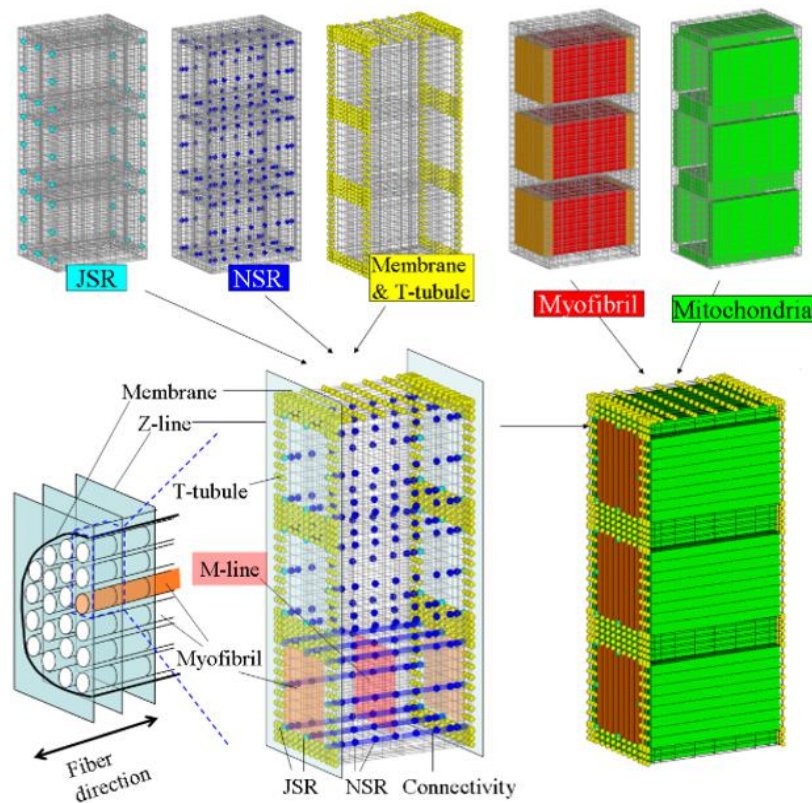 JSR
NSR
Membrane
& T-tubule
Myofibril
Mitochondria
Membrane
Z-line
T-tubule
M-line
Myofibril
Fiber
direction
JSR
NSR
Connectivity